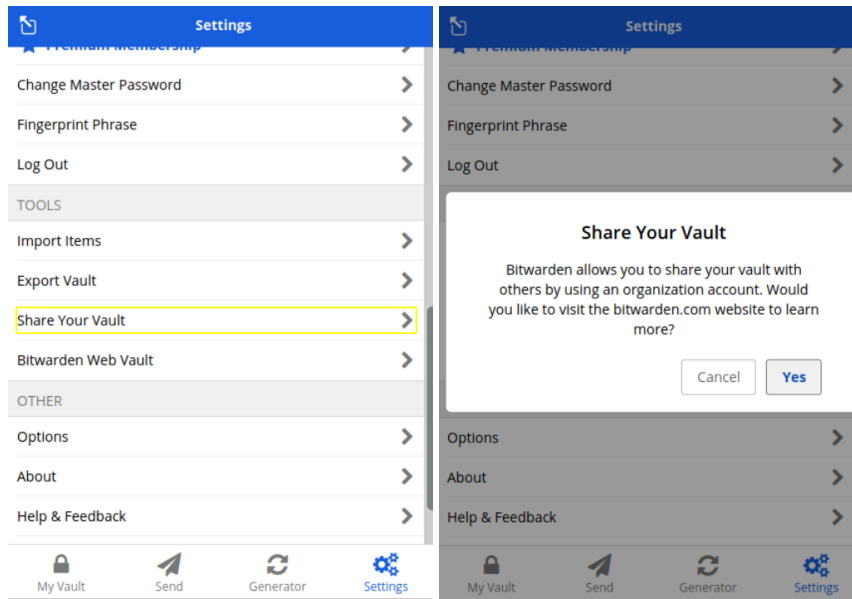 Settings
Premium Membership
Change Master Password
Fingerprint Phrase
Log Out
TOOLS
Import Items
Export Vault
Share Your Vault
Bitwarden Web Vault
OTHER
Options
About
Help & Feedback
My Vault
Send
Generator
Settings
Settings
Premium Membership
Change Master Password
Fingerprint Phrase
Log Out
Share Your Vault
Bitwarden allows you to share your vault with
others by using an organization account. Would
you like to visit the bitwarden.com website to learn
more?
Cancel
Yes
Options
About
Help & Feedback
My Vault
Send
Generator
Settings